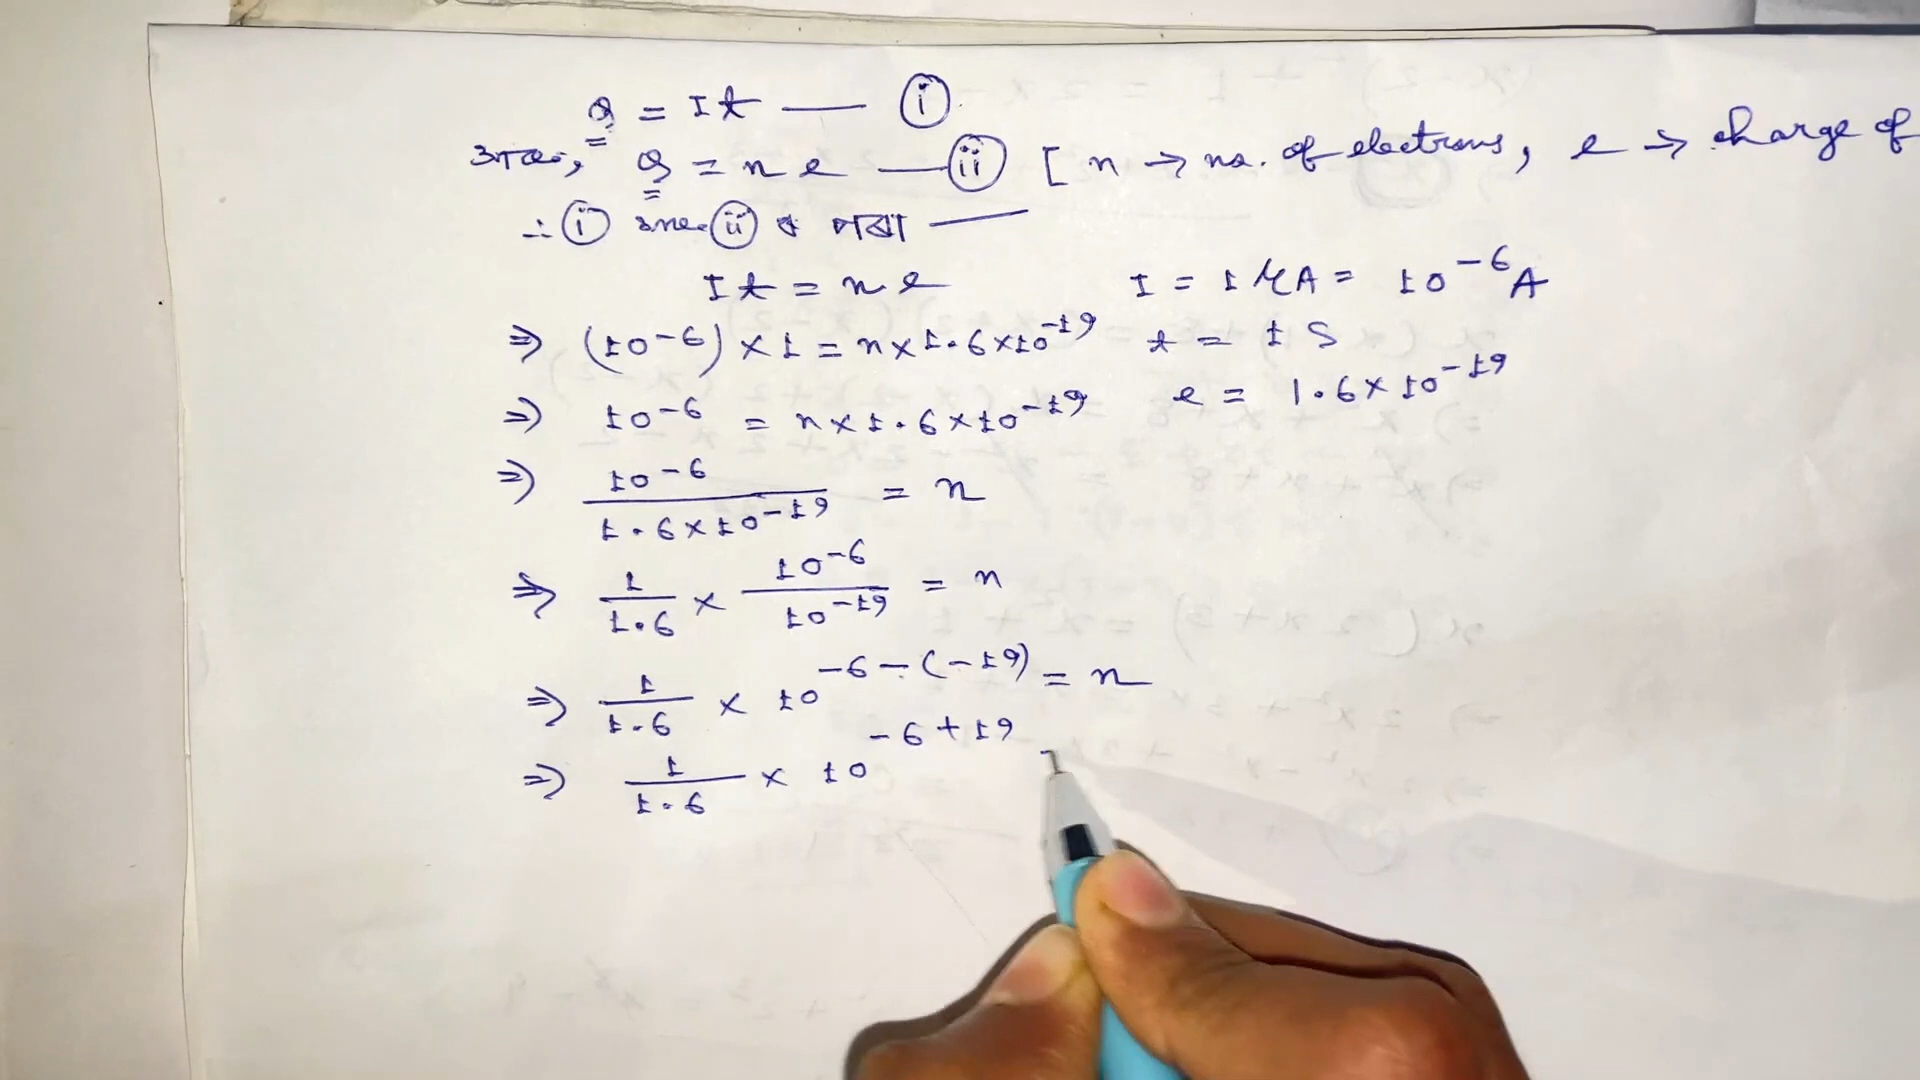 Q = It — (i)
Q = ne — (ii) [ n → no. of electrons, e → charge of
∴ (i) (ii) ৰ পৰা —
It = ne I = 1 μA = 10⁻⁶ A
⇒ (10⁻⁶) × 1 = n × 1.6 × 10⁻¹⁹ t = 1 S
⇒ 10⁻⁶ = n × 1.6 × 10⁻¹⁹ e = 1.6 × 10⁻¹⁹
⇒ 10⁻⁶ / 1.6 × 10⁻¹⁹ = n
⇒ 1/1.6 × 10⁻⁶/10⁻¹⁹ = n
⇒ 1/1.6 × 10^-6-(-19) = n
⇒ 1/1.6 × 10^-6+19